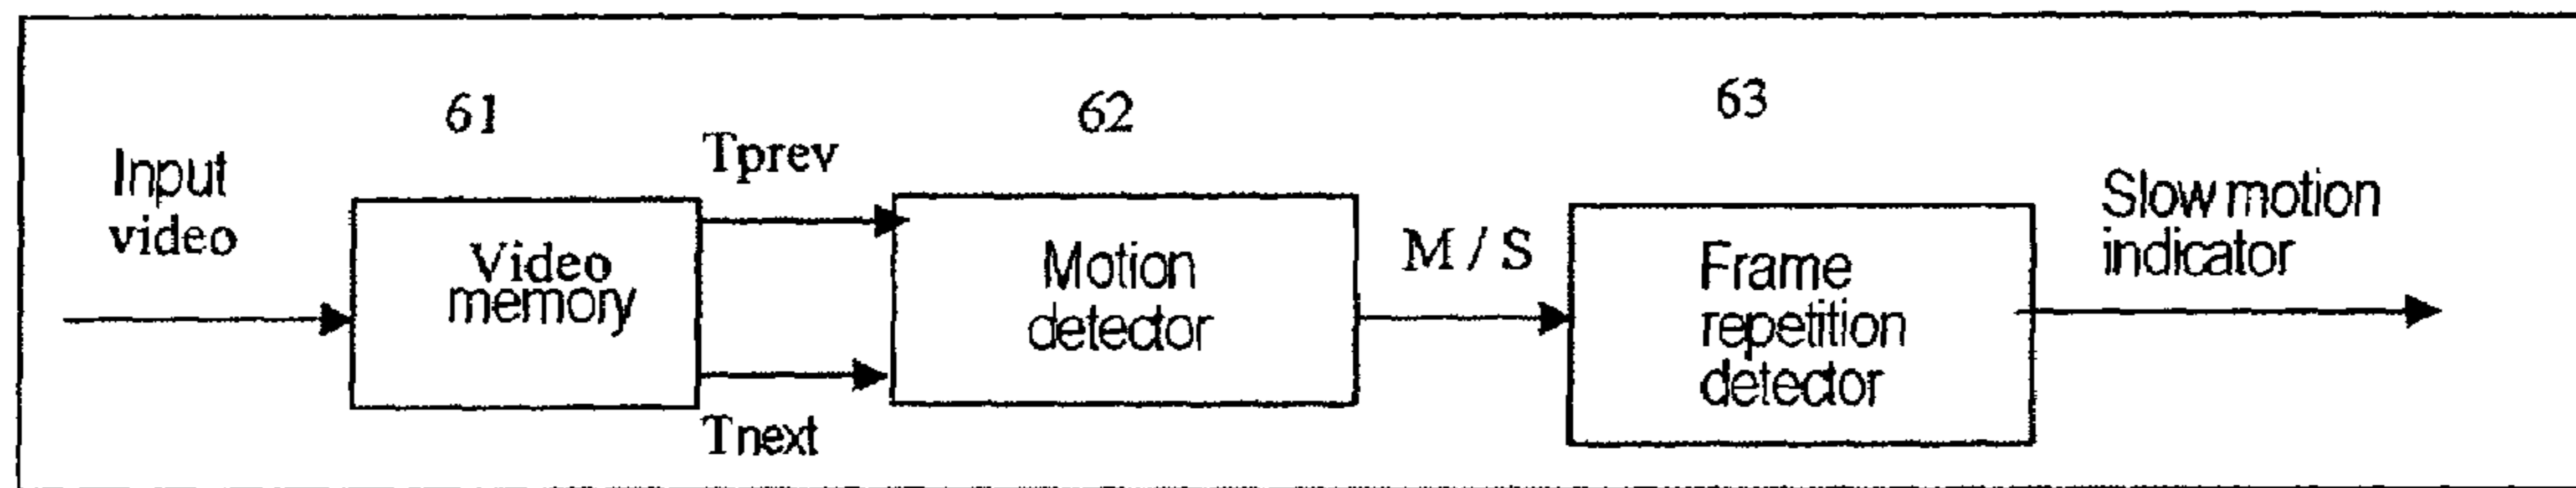 61
62
63
Input
video
Tprev
Tnext
Video
memory
Motion
detector
M / S
Frame
repetition
detector
Slow motion
indicator